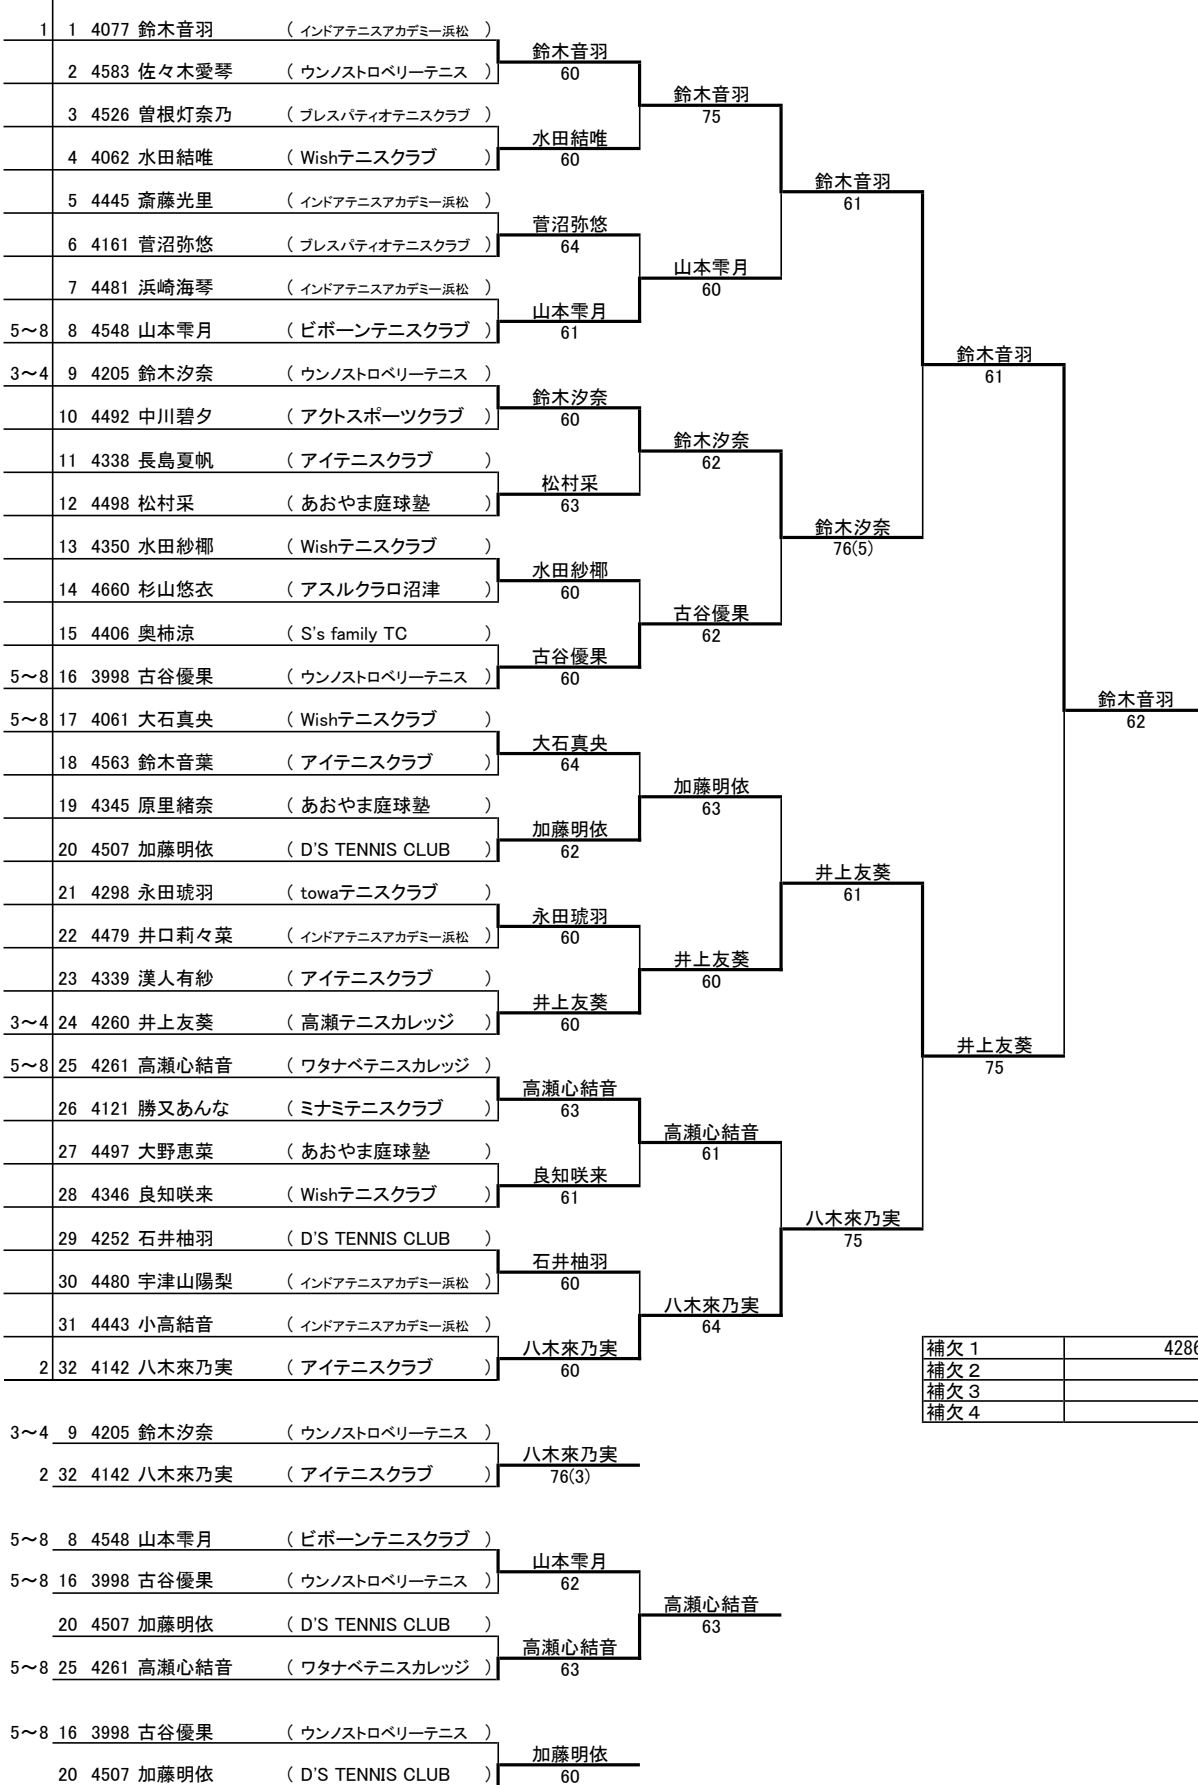 1 1 4077 鈴木音羽 ( インドアテニスアカデミー浜松 )
鈴木音羽
60
2 4583 佐々木愛琴 ( ウンノストロベリーテニス )
鈴木音羽
75
3 4526 曽根灯奈乃 ( ブレスパティオテニスクラブ )
水田結唯
60
4 4062 水田結唯 ( Wishテニスクラブ )
鈴木音羽
61
5 4445 斎藤光里 ( インドアテニスアカデミー浜松 )
菅沼弥悠
64
6 4161 菅沼弥悠 ( ブレスパティオテニスクラブ )
山本雫月
60
7 4481 浜崎海琴 ( インドアテニスアカデミー浜松 )
山本雫月
61
5～8 8 4548 山本雫月 ( ビボーンテニスクラブ )
鈴木音羽
61
3～4 9 4205 鈴木汐奈 ( ウンノストロベリーテニス )
鈴木汐奈
60
10 4492 中川碧夕 ( アクトスポーツクラブ )
鈴木汐奈
62
11 4338 長島夏帆 ( アイテニスクラブ )
松村采
63
12 4498 松村采 ( あおやま庭球塾 )
鈴木汐奈
76(5)
13 4350 水田紗椰 ( Wishテニスクラブ )
水田紗椰
60
14 4660 杉山悠衣 ( アスルクラロ沼津 )
古谷優果
62
15 4406 奥柿涼 ( S's family TC )
古谷優果
60
5～8 16 3998 古谷優果 ( ウンノストロベリーテニス )
鈴木音羽
62
5～8 17 4061 大石真央 ( Wishテニスクラブ )
大石真央
64
18 4563 鈴木音葉 ( アイテニスクラブ )
加藤明依
63
19 4345 原里緒奈 ( あおやま庭球塾 )
加藤明依
62
20 4507 加藤明依 ( D'S TENNIS CLUB )
井上友葵
61
21 4298 永田琥羽 ( towaテニスクラブ )
永田琥羽
60
22 4479 井口莉々菜 ( インドアテニスアカデミー浜松 )
井上友葵
60
23 4339 漢人有紗 ( アイテニスクラブ )
井上友葵
60
3～4 24 4260 井上友葵 ( 高瀬テニスカレッジ )
井上友葵
75
5～8 25 4261 高瀬心結音 ( ワタナベテニスカレッジ )
高瀬心結音
63
26 4121 勝又あんな ( ミナミテニスクラブ )
高瀬心結音
61
27 4497 大野恵菜 ( あおやま庭球塾 )
良知咲来
61
28 4346 良知咲来 ( Wishテニスクラブ )
八木來乃実
75
29 4252 石井柚羽 ( D'S TENNIS CLUB )
石井柚羽
60
30 4480 宇津山陽梨 ( インドアテニスアカデミー浜松 )
八木來乃実
64
31 4443 小高結音 ( インドアテニスアカデミー浜松 )
八木來乃実
60
2 32 4142 八木來乃実 ( アイテニスクラブ )
補欠１ 4286
補欠２
補欠３
補欠４
3～4 9 4205 鈴木汐奈 ( ウンノストロベリーテニス )
八木來乃実
76(3)
2 32 4142 八木來乃実 ( アイテニスクラブ )
5～8 8 4548 山本雫月 ( ビボーンテニスクラブ )
山本雫月
62
5～8 16 3998 古谷優果 ( ウンノストロベリーテニス )
高瀬心結音
63
20 4507 加藤明依 ( D'S TENNIS CLUB )
高瀬心結音
63
5～8 25 4261 高瀬心結音 ( ワタナベテニスカレッジ )
5～8 16 3998 古谷優果 ( ウンノストロベリーテニス )
加藤明依
60
20 4507 加藤明依 ( D'S TENNIS CLUB )